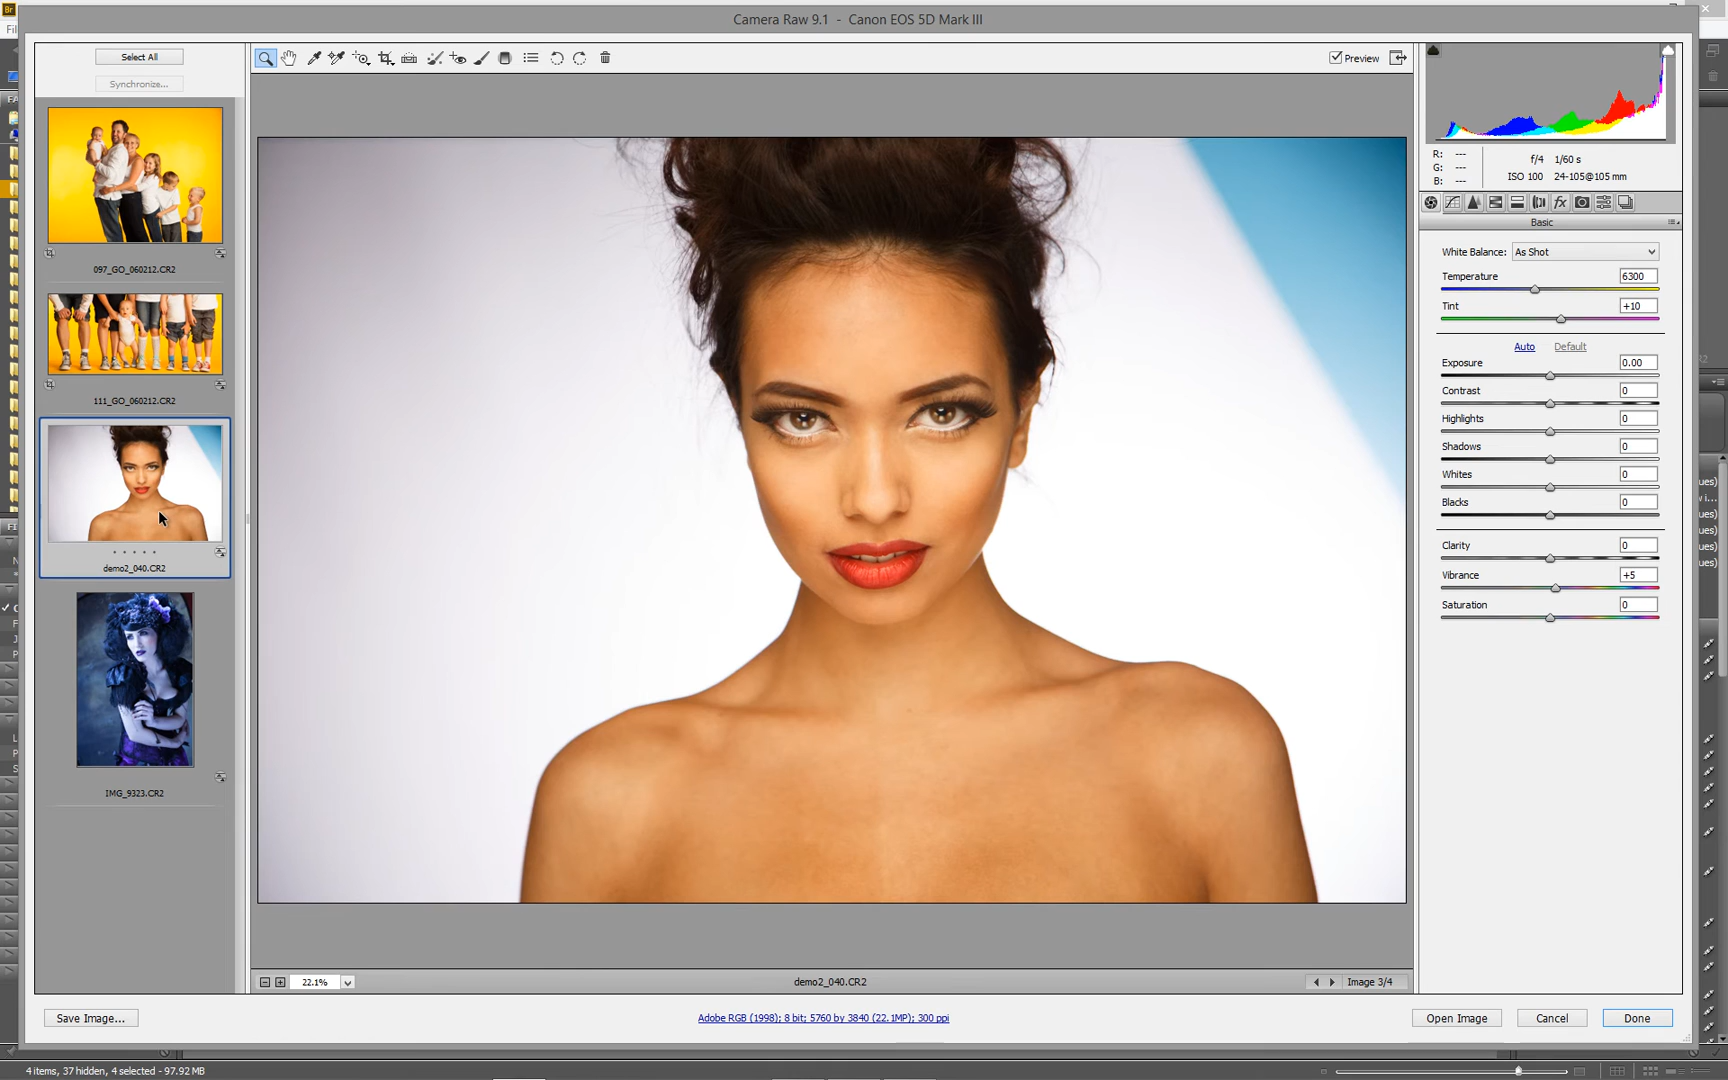 Br
Camera Raw 9.1 - Canon EOS 5D Mark III
Select All
Synchronize...
Preview
097_GO_060212.CR2
111_GO_060212.CR2
demo2_040.CR2
IMG_9323.CR2
R: ---
G: ---
B: ---
f/4 1/60 s
ISO 100 24-105@105 mm
fx
Basic
White Balance: As Shot
Temperature 6300
Tint +10
Auto Default
Exposure 0.00
Contrast 0
Highlights 0
Shadows 0
Whites 0
Blacks 0
Clarity 0
Vibrance +5
Saturation 0
22.1%
demo2_040.CR2
Image 3/4
Save Image...
Adobe RGB (1998); 8 bit; 5760 by 3840 (22.1MP); 300 ppi
Open Image
Cancel
Done
4 items, 37 hidden, 4 selected - 97.92 MB